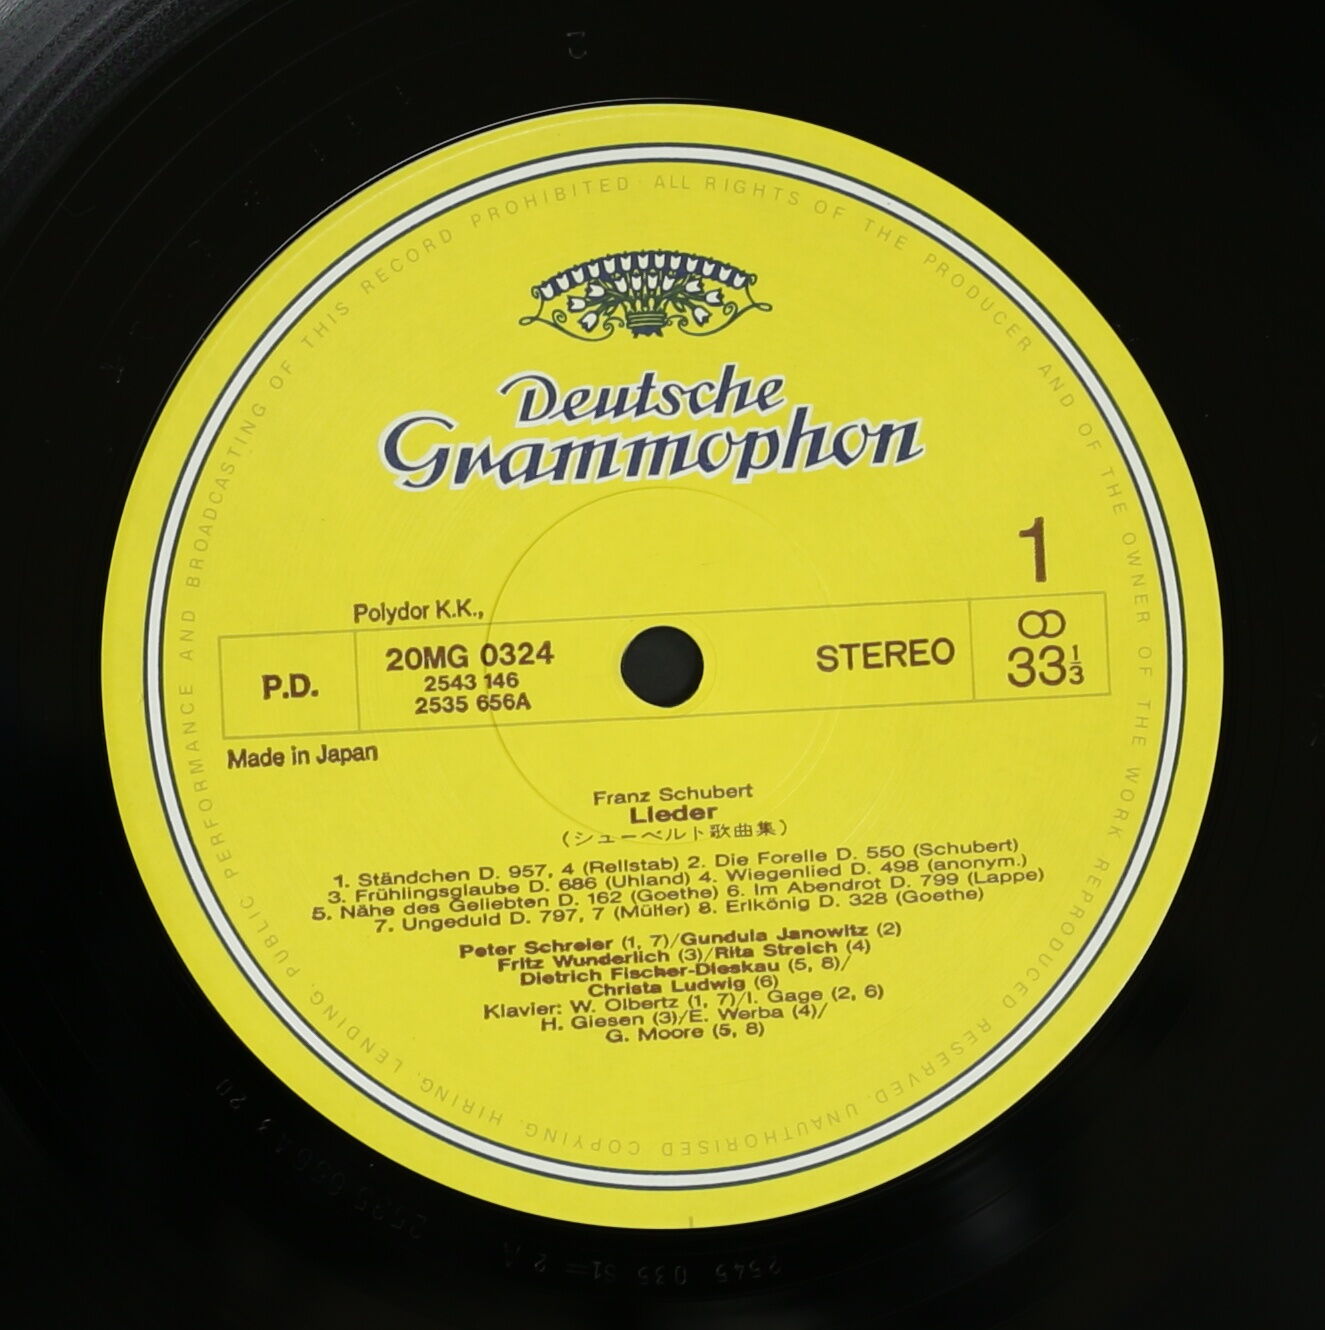 PUBLIC PERFORMANCE AND BROADCASTING OF THIS RECORD PROHIBITED · ALL RIGHTS OF THE PRODUCER AND OF THE OWNER OF THE WORK REPRODUCED RESERVED. UNAUTHORISED COPYING. HIRING. LENDING.
Deutsche
Grammophon
1
Polydor K.K.,
P.D.
20MG 0324
2543 146
2535 656A
STEREO
33 1/3
Made in Japan
Franz Schubert
Lieder
(シューベルト歌曲集)
1. Ständchen D. 957, 4 (Rellstab) 2. Die Forelle D. 550 (Schubert)
3. Frühlingsglaube D. 686 (Uhland) 4. Wiegenlied D. 498 (anonym.)
5. Nähe des Geliebten D. 162 (Goethe) 6. Im Abendrot D. 799 (Lappe)
7. Ungeduld D. 797, 7 (Müller) 8. Erlkönig D. 328 (Goethe)
Peter Schreier (1, 7)/Gundula Janowitz (2)
Fritz Wunderlich (3)/Rita Streich (4)
Dietrich Fischer-Dieskau (5, 8)/
Christa Ludwig (6)
Klavier: W. Olbertz (1, 7)/I. Gage (2, 6)
H. Giesen (3)/E. Werba (4)/
G. Moore (5, 8)